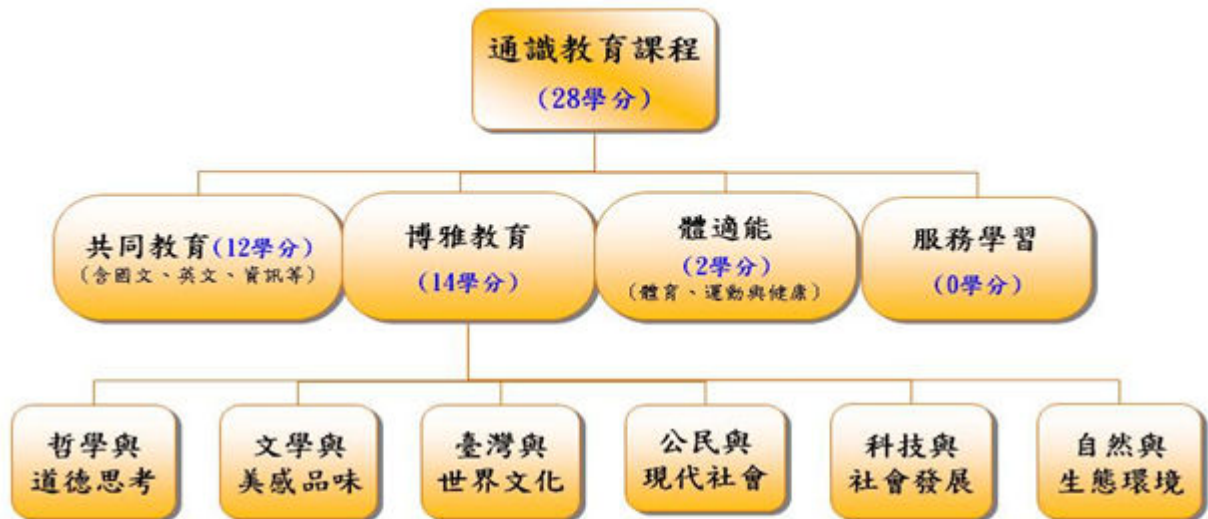 通識教育課程
(28學分)
共同教育(12學分)
(含國文、英文、資訊等)
博雅教育
(14學分)
體適能
(2學分)
(體育、運動與健康)
服務學習
(0學分)
哲學與
道德思考
文學與
美感品味
臺灣與
世界文化
公民與
現代社會
科技與
社會發展
自然與
生態環境